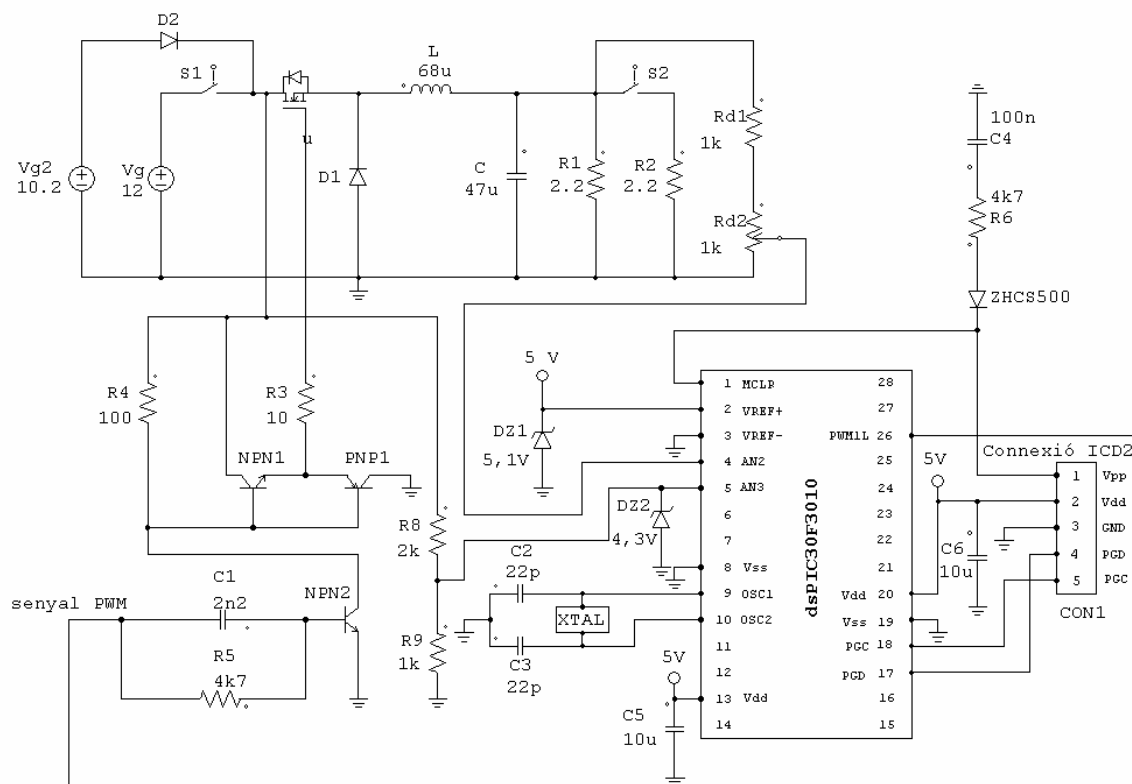 D2
S1
L
68u
S2
Rd1
1k
100n
C4
u
Vg2
10.2
Vg
12
D1
C
47u
R1
2.2
R2
2.2
Rd2
1k
4k7
R6
ZHCS500
R4
100
R3
10
5 V
DZ1
5,1V
NPN1
PNP1
1 MCLR 28
2 VREF+ 27
3 VREF- PWM1L 26
4 AN2 25
5 AN3 24
6 23
7 22
8 Vss 21
9 OSC1 Vdd 20
10 OSC2 Vss 19
11 PGC 18
12 PGD 17
13 Vdd 16
14 15
dsPIC30F3010
Connexió ICD2
5V
1 Vpp
2 Vdd
3 GND
4 PGD
5 PGC
CON1
C6
10u
DZ2
4,3V
R8
2k
C2
22p
XTAL
C3
22p
R9
1k
C1
2n2
NPN2
senyal PWM
R5
4k7
5V
C5
10u